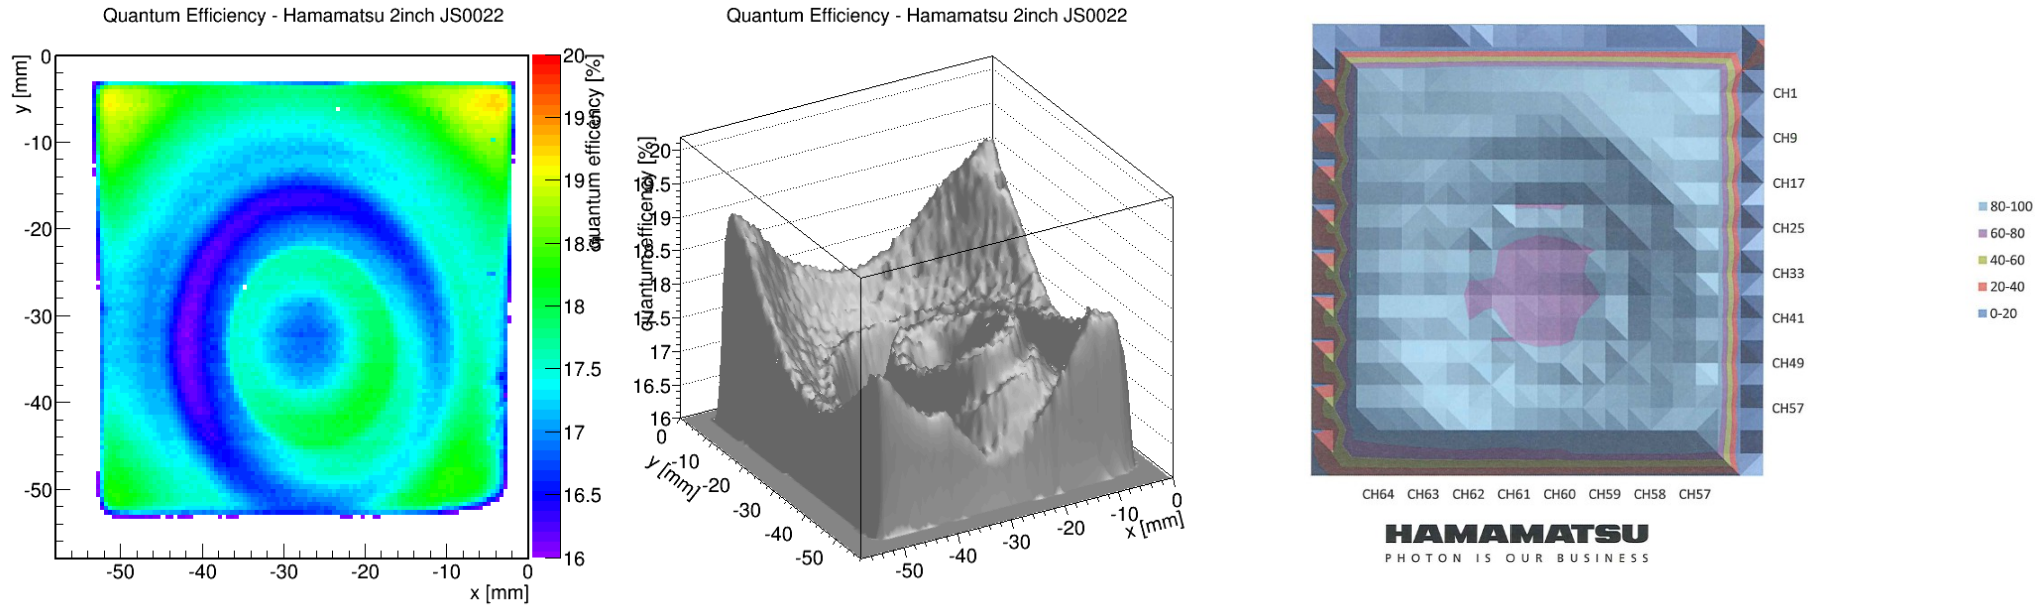 Quantum Efficiency - Hamamatsu 2inch JS0022
y [mm]
0
-10
-20
-30
-40
-50
-50 -40 -30 -20 -10 0
x [mm]
20
19.5
19
18.5
18
17.5
17
16.5
16
quantum efficency [%]
Quantum Efficiency - Hamamatsu 2inch JS0022
quantum efficency [%]
20
19.5
19
18.5
18
17.5
17
16.5
16
0
-10
-20
-30
-40
-50
y [mm]
-50
-40
-30
-20
-10
0
x [mm]
CH1
CH9
CH17
CH25
CH33
CH41
CH49
CH57
CH64 CH63 CH62 CH61 CH60 CH59 CH58 CH57
80-100
60-80
40-60
20-40
0-20
HAMAMATSU
PHOTON IS OUR BUSINESS